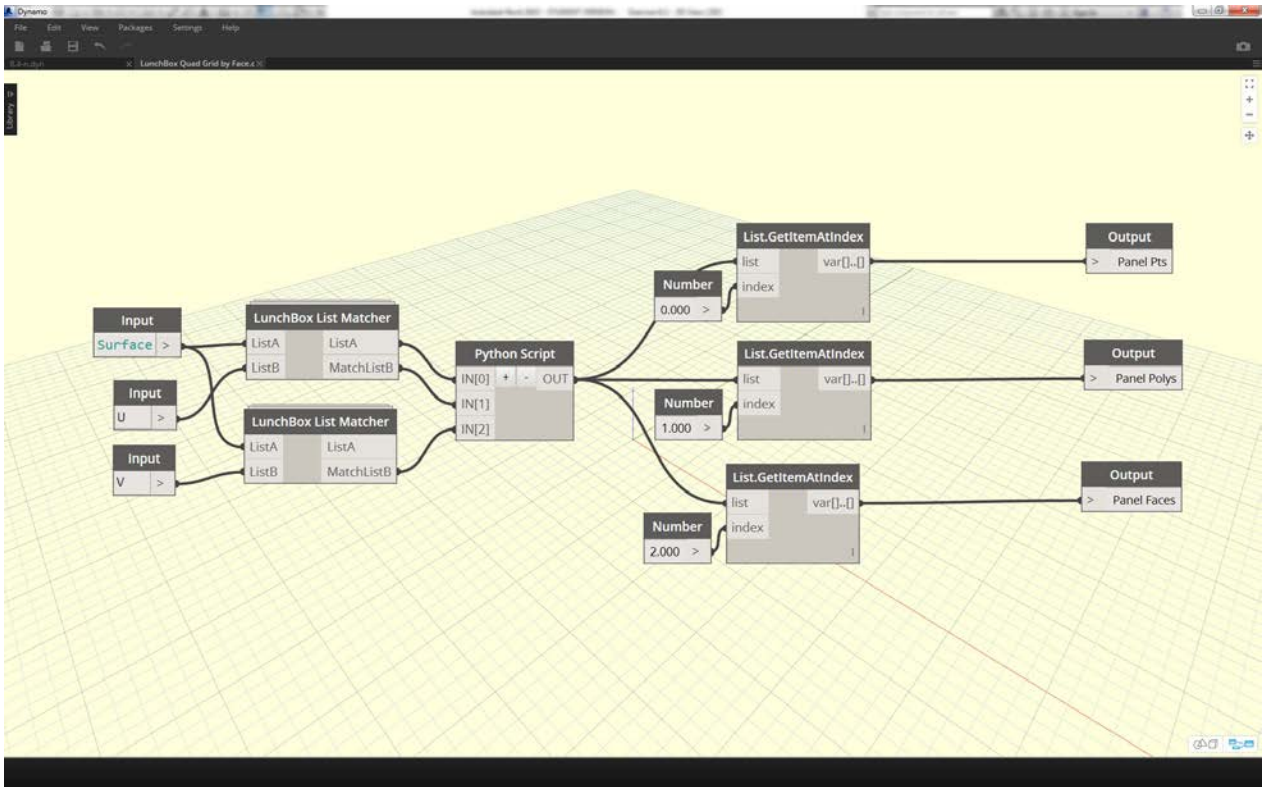 Dynamo
File Edit View Packages Settings Help
LunchBox Quad Grid by Face.c
Library
Input
Surface >
Input
U >
Input
V >
LunchBox List Matcher
ListA ListA
ListB MatchListB
LunchBox List Matcher
ListA ListA
ListB MatchListB
Python Script
IN[0] + - OUT
IN[1]
IN[2]
Number
0.000 >
List.GetItemAtIndex
list var[]..[]
index
Number
1.000 >
List.GetItemAtIndex
list var[]..[]
index
Number
2.000 >
List.GetItemAtIndex
list var[]..[]
index
Output
> Panel Pts
Output
> Panel Polys
Output
> Panel Faces